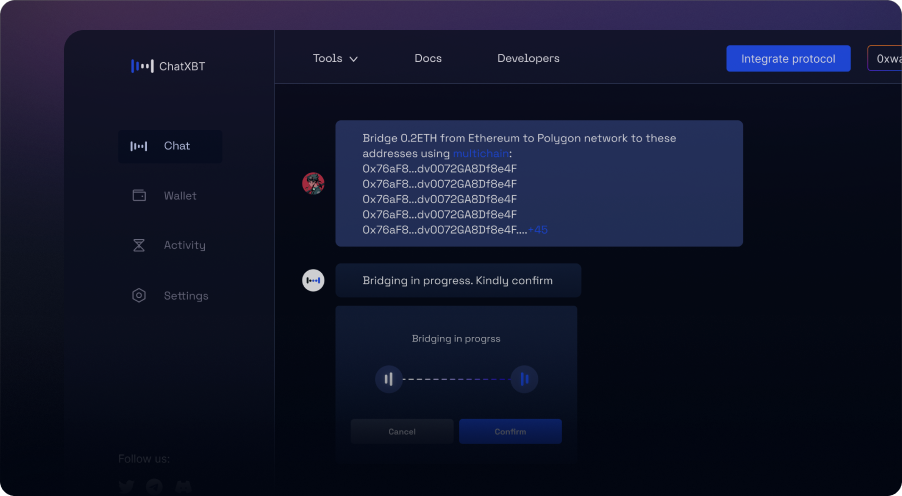 ChatXBT
Tools
Docs
Developers
Integrate protocol
0xwa
Chat
Wallet
Activity
Settings
Follow us:
Bridge 0.2ETH from Ethereum to Polygon network to these
addresses using multichain:
0x76aF8...dv0072GA8Df8e4F
0x76aF8...dv0072GA8Df8e4F
0x76aF8...dv0072GA8Df8e4F
0x76aF8...dv0072GA8Df8e4F
0x76aF8...dv0072GA8Df8e4F....+45
Bridging in progress. Kindly confirm
Bridging in progrss
Cancel
Confirm